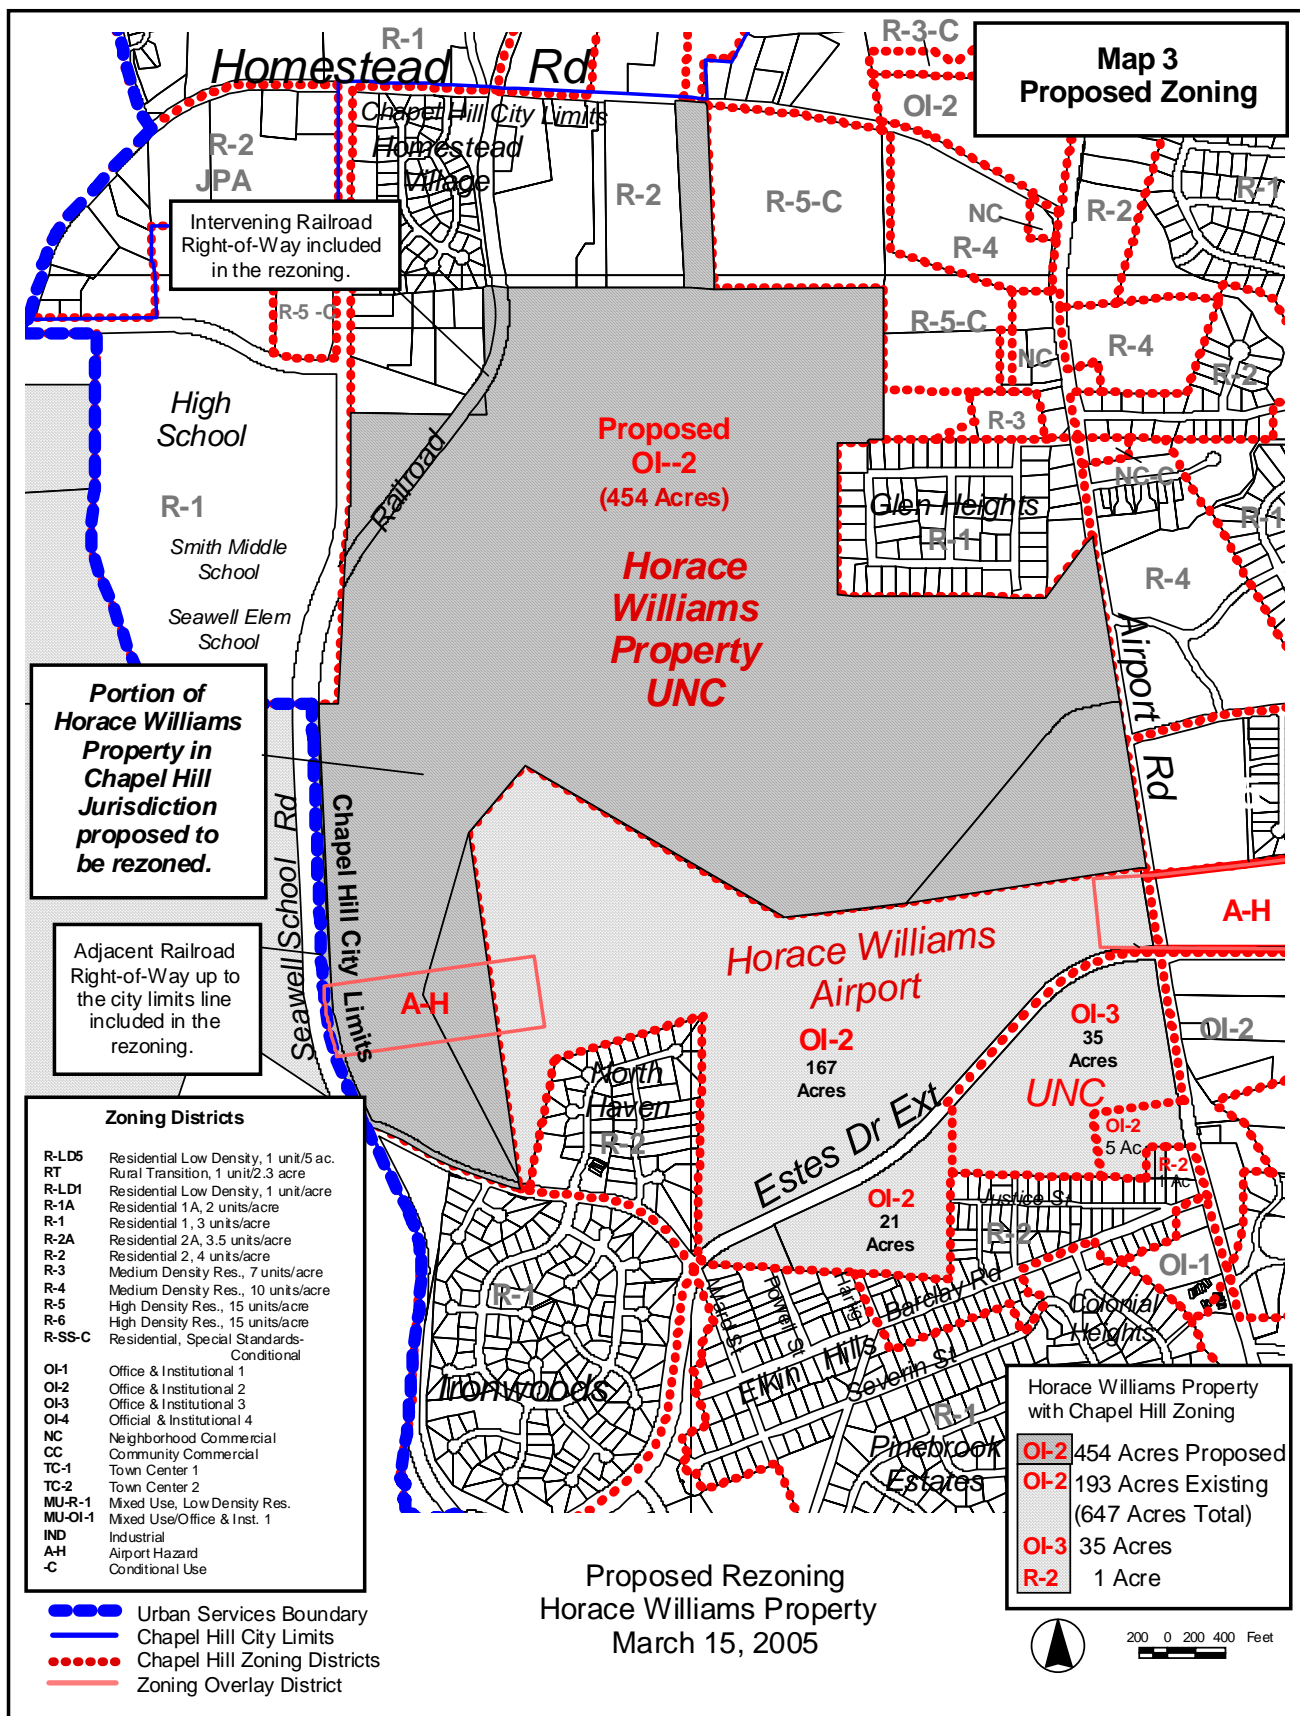 Map 3
Proposed Zoning
R-1
Homestead Rd
R-3-C
OI-2
Chapel Hill City Limits
Homestead
Village
R-2
JPA
R-2
R-5-C
NC
R-4
R-2
R-1
Intervening Railroad
Right-of-Way included
in the rezoning.
R-5 -C
R-5-C
NC
R-4
R-2
High
School
R-1
Smith Middle
School
Seawell Elem
School
Railroad
Proposed
OI--2
(454 Acres)
Horace
Williams
Property
UNC
R-3
Glen Heights
R-1
NC-C
R-1
R-4
Airport Rd
Portion of
Horace Williams
Property in
Chapel Hill
Jurisdiction
proposed to
be rezoned.
Seawell School Rd
Chapel Hill City Limits
Adjacent Railroad
Right-of-Way up to
the city limits line
included in the
rezoning.
A-H
A-H
Horace Williams
Airport
OI-2
167
Acres
OI-3
35
Acres
UNC
OI-2
OI-2
5 Ac
R-2
1 Ac
North
Haven
R-2
Estes Dr Ext
OI-2
21
Acres
Justice St
R-2
OI-1
R-1
Ironwoods
Ward St
Powell St
Harris
Barclay Rd
Elkin Hills
Severin St
Colonial
Heights
R-1
Pinebrook
Estates
Zoning Districts
R-LD5 Residential Low Density, 1 unit/5 ac.
RT Rural Transition, 1 unit/2.3 acre
R-LD1 Residential Low Density, 1 unit/acre
R-1A Residential 1A, 2 units/acre
R-1 Residential 1, 3 units/acre
R-2A Residential 2A, 3.5 units/acre
R-2 Residential 2, 4 units/acre
R-3 Medium Density Res., 7 units/acre
R-4 Medium Density Res., 10 units/acre
R-5 High Density Res., 15 units/acre
R-6 High Density Res., 15 units/acre
R-SS-C Residential, Special Standards-
Conditional
OI-1 Office & Institutional 1
OI-2 Office & Institutional 2
OI-3 Office & Institutional 3
OI-4 Official & Institutional 4
NC Neighborhood Commercial
CC Community Commercial
TC-1 Town Center 1
TC-2 Town Center 2
MU-R-1 Mixed Use, Low Density Res.
MU-OI-1 Mixed Use/Office & Inst. 1
IND Industrial
A-H Airport Hazard
-C Conditional Use
Urban Services Boundary
Chapel Hill City Limits
Chapel Hill Zoning Districts
Zoning Overlay District
Proposed Rezoning
Horace Williams Property
March 15, 2005
Horace Williams Property
with Chapel Hill Zoning
OI-2 454 Acres Proposed
OI-2 193 Acres Existing
(647 Acres Total)
OI-3 35 Acres
R-2 1 Acre
200 0 200 400 Feet